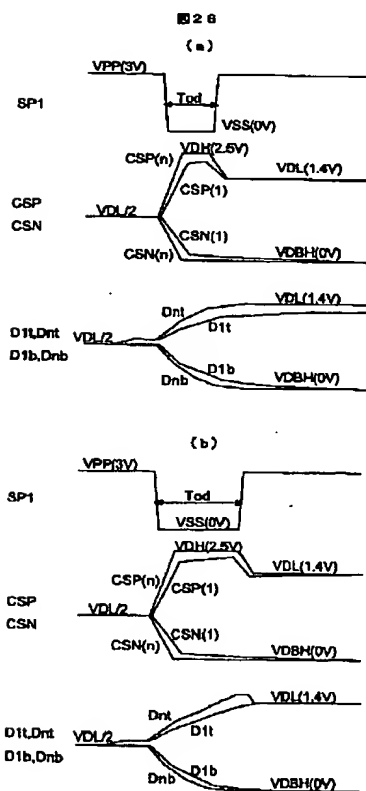 図26
(a)
VPP(3V)
SP1
Tod
VSS(0V)
CSP(n)
VDH(2.5V)
VDL(1.4V)
CSP(1)
CSP
CSN
VDL/2
CSN(1)
CSN(n)
VDBH(0V)
Dnt
VDL(1.4V)
D1t
D1t,Dnt
D1b,Dnb
VDL/2
D1b
Dnb
VDBH(0V)
(b)
VPP(3V)
SP1
Tod
VSS(0V)
VDH(2.5V)
CSP(n)
CSP(1)
VDL(1.4V)
CSP
CSN
VDL/2
CSN(1)
CSN(n)
VDBH(0V)
Dnt
VDL(1.4V)
D1t
D1t,Dnt
D1b,Dnb
VDL/2
D1b
Dnb
VDBH(0V)